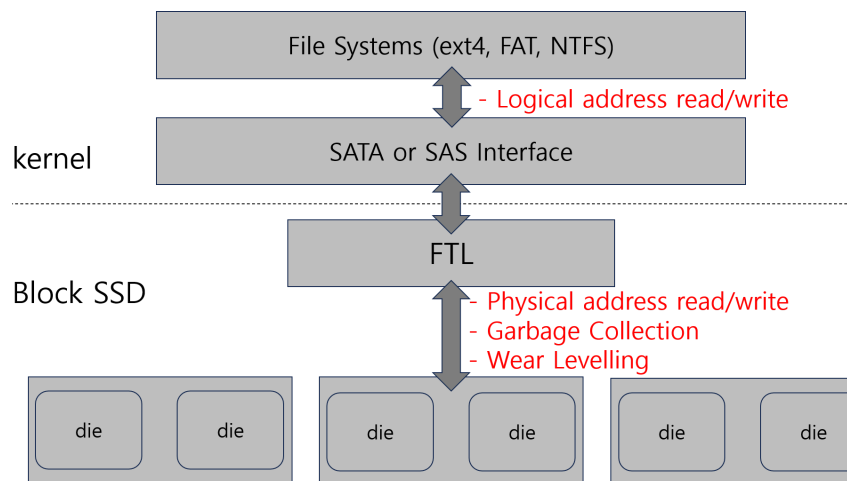 File Systems (ext4, FAT, NTFS)
- Logical address read/write
kernel
SATA or SAS Interface
FTL
Block SSD
- Physical address read/write
- Garbage Collection
- Wear Levelling
die die die die die die